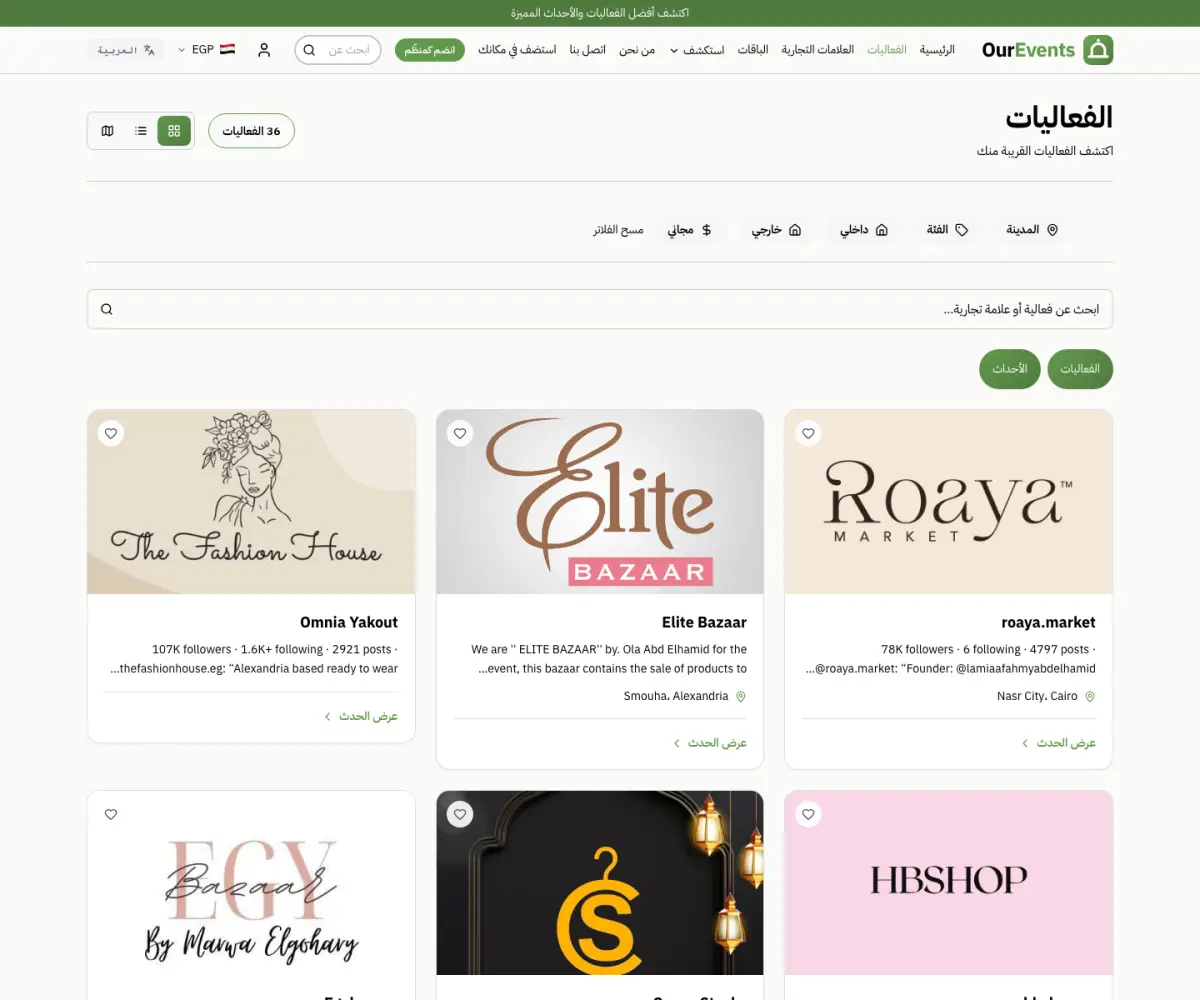 اكتشف أفضل الفعاليات والأحداث المميزة
OurEvents
الرئيسية
الفعاليات
العلامات التجارية
الباقات
استكشف
من نحن
اتصل بنا
استضف في مكانك
انضم كمنظّم
ابحث عن
EGP
العربية
الفعاليات
اكتشف الفعاليات القريبة منك
36 الفعاليات
المدينة
الفئة
داخلي
خارجي
مجاني
مسح الفلاتر
ابحث عن فعالية أو علامة تجارية...
الفعاليات
الأحداث
Roaya™
MARKET
roaya.market
78K followers · 6 following · 4797 posts ·
...@roaya.market: “Founder: @lamiaafahmyabdelhamid
Nasr City، Cairo
عرض الحدث
Elite
BAZAAR
Elite Bazaar
We are '' ELITE BAZAAR'' by. Ola Abd Elhamid for the
...event, this bazaar contains the sale of products to
Smouha، Alexandria
عرض الحدث
The Fashion House
Omnia Yakout
107K followers · 1.6K+ following · 2921 posts ·
...thefashionhouse.eg: “Alexandria based ready to wear
عرض الحدث
HBSHOP
CS
EGY
Bazaar
By Marwa Elgohary